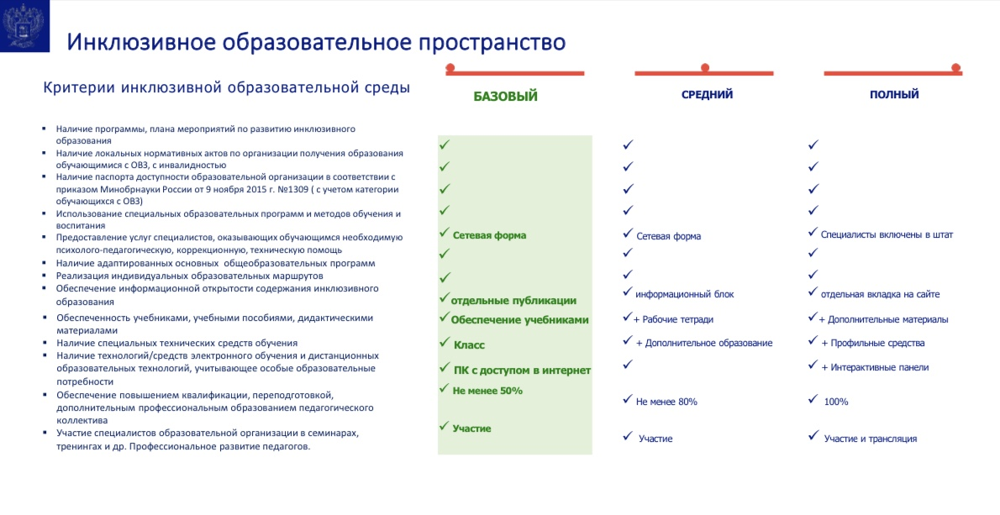 Инклюзивное образовательное пространство
Критерии инклюзивной образовательной среды
БАЗОВЫЙ
СРЕДНИЙ
ПОЛНЫЙ
▪ Наличие программы, плана мероприятий по развитию инклюзивного
образования
▪ Наличие локальных нормативных актов по организации получения образования
обучающимися с ОВЗ, с инвалидностью
▪ Наличие паспорта доступности образовательной организации в соответствии с
приказом Минобрнауки России от 9 ноября 2015 г. №1309 ( с учетом категории
обучающихся с ОВЗ)
▪ Использование специальных образовательных программ и методов обучения и
воспитания
▪ Предоставление услуг специалистов, оказывающих обучающимся необходимую
психолого-педагогическую, коррекционную, техническую помощь
▪ Наличие адаптированных основных общеобразовательных программ
▪ Реализация индивидуальных образовательных маршрутов
▪ Обеспечение информационной открытости содержания инклюзивного
образования
▪ Обеспеченность учебниками, учебными пособиями, дидактическими
материалами
▪ Наличие специальных технических средств обучения
▪ Наличие технологий/средств электронного обучения и дистанционных
образовательных технологий, учитывающее особые образовательные
потребности
▪ Обеспечение повышением квалификации, переподготовкой,
дополнительным профессиональным образованием педагогического
коллектива
▪ Участие специалистов образовательной организации в семинарах,
тренингах и др. Профессиональное развитие педагогов.
✓
✓
✓
✓
✓ Сетевая форма
✓
✓
✓ отдельные публикации
✓ Обеспечение учебниками
✓ Класс
✓ ПК с доступом в интернет
✓ Не менее 50%
✓ Участие
✓
✓
✓
✓
✓ Сетевая форма
✓
✓
✓ информационный блок
✓ + Рабочие тетради
✓ + Дополнительное образование
✓
✓ Не менее 80%
✓ Участие
✓
✓
✓
✓
✓ Специалисты включены в штат
✓
✓
✓ отдельная вкладка на сайте
✓ + Дополнительные материалы
✓ + Профильные средства
✓ + Интерактивные панели
✓ 100%
✓ Участие и трансляция